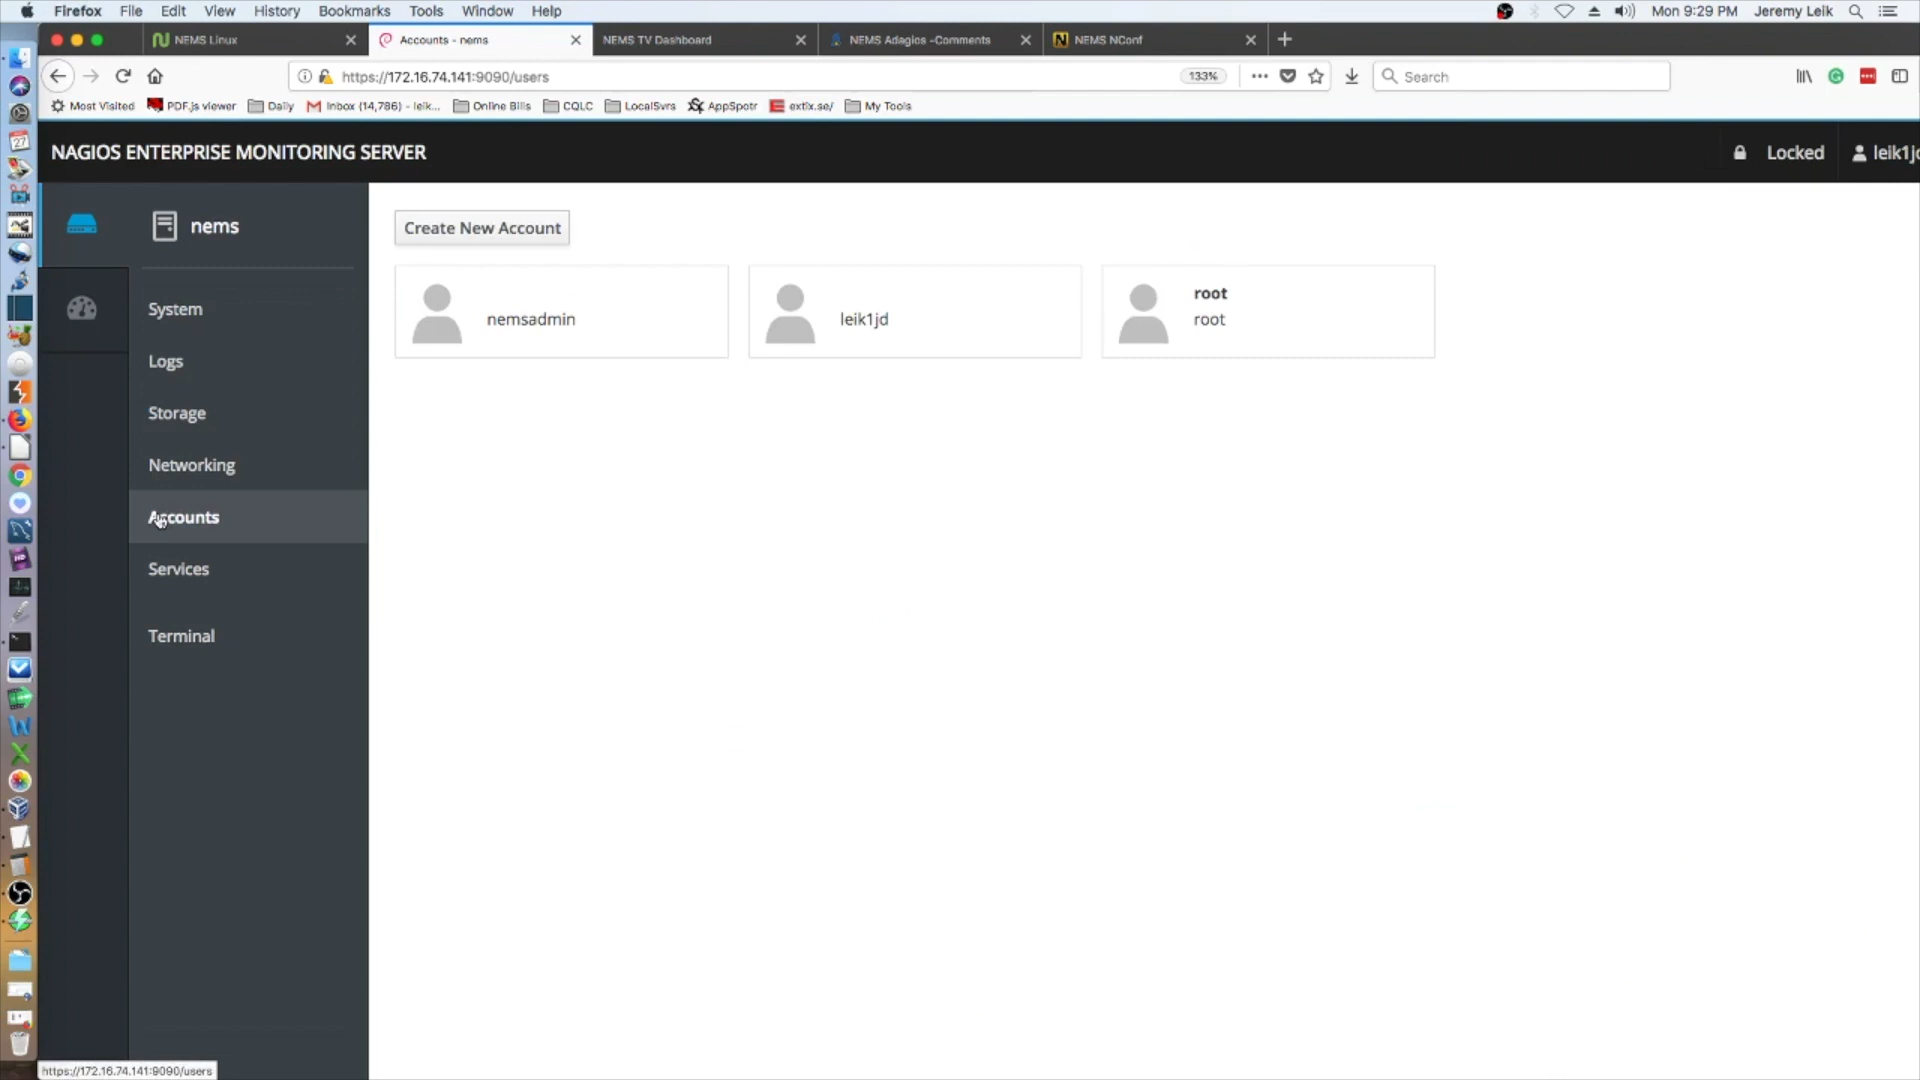 Firefox File Edit View History Bookmarks Tools Window Help Mon 9:29 PM Jeremy Leik
NEMS Linux Accounts - nems NEMS TV Dashboard NEMS Adagios -Comments NEMS NConf
https://172.16.74.141:9090/users 133% Search
Most Visited PDF.js viewer Daily Inbox (14,786) - leik... Online Bills CQLC LocalSvrs AppSpotr extix.se/ My Tools
NAGIOS ENTERPRISE MONITORING SERVER Locked leik1jd
nems
Create New Account
System
Logs
Storage
Networking
Accounts
Services
Terminal
nemsadmin
leik1jd
root
root
https://172.16.74.141:9090/users